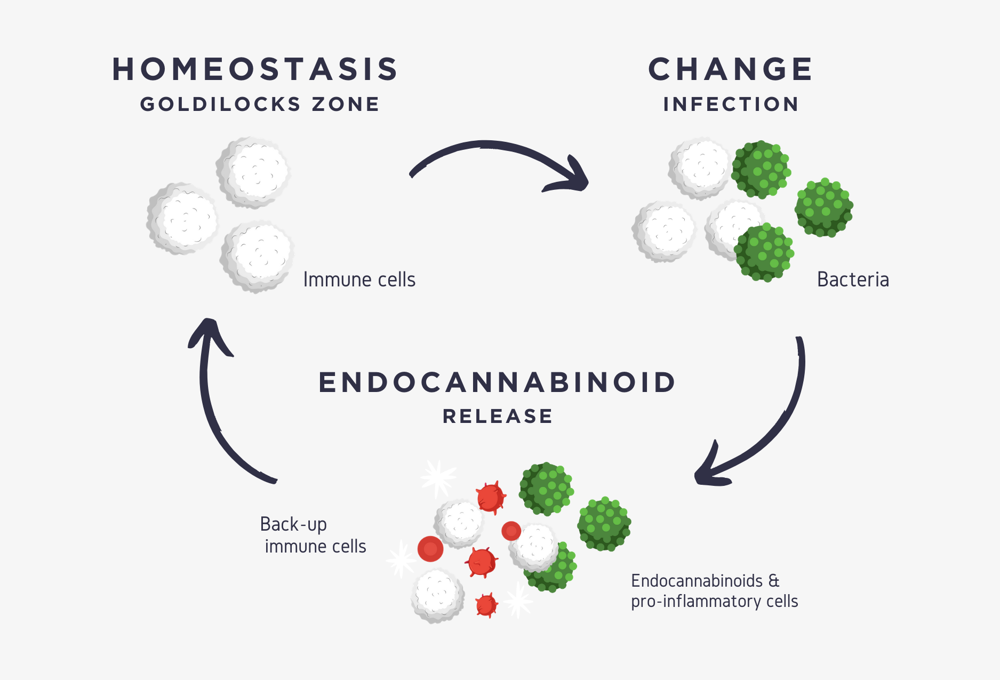 HOMEOSTASIS
GOLDILOCKS ZONE
Immune cells
CHANGE
INFECTION
Bacteria
ENDOCANNABINOID
RELEASE
Back-up
immune cells
Endocannabinoids &
pro-inflammatory cells